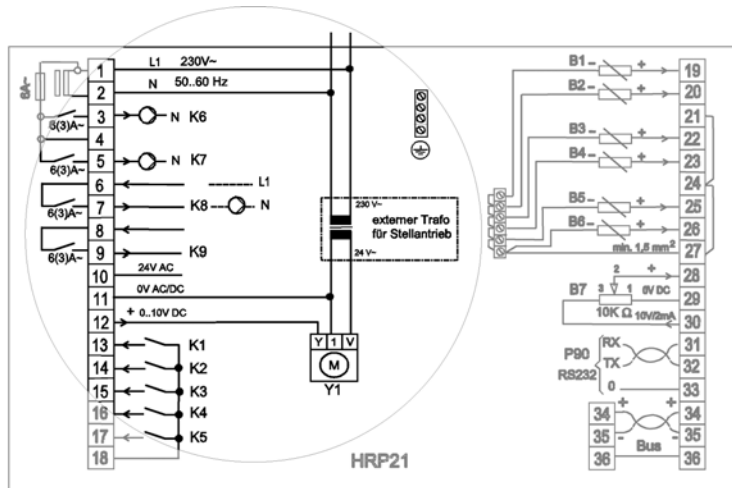 L1 230V~
N 50..60 Hz
6A~
1
2
3
4
5
6
7
8
9
10
11
12
13
14
15
16
17
18
6(3)A~
N K6
6(3)A~
N K7
L1
6(3)A~
K8 N
6(3)A~
K9
24V AC
0V AC/DC
+ 0..10V DC
K1
K2
K3
K4
K5
230 V~
externer Trafo
für Stellantrieb
24 V~
Y 1 V
M
Y1
HRP21
B1 - +
B2 - +
B3 - +
B4 - +
B5 - +
B6 - +
min. 1,5 mm²
2 +
B7 3 1 0V DC
10K Ω 10V/2mA
P90 RX
RS232 TX
0
19
20
21
22
23
24
25
26
27
28
29
30
31
32
33
34 + + 34
35 - - 35
Bus
36 36